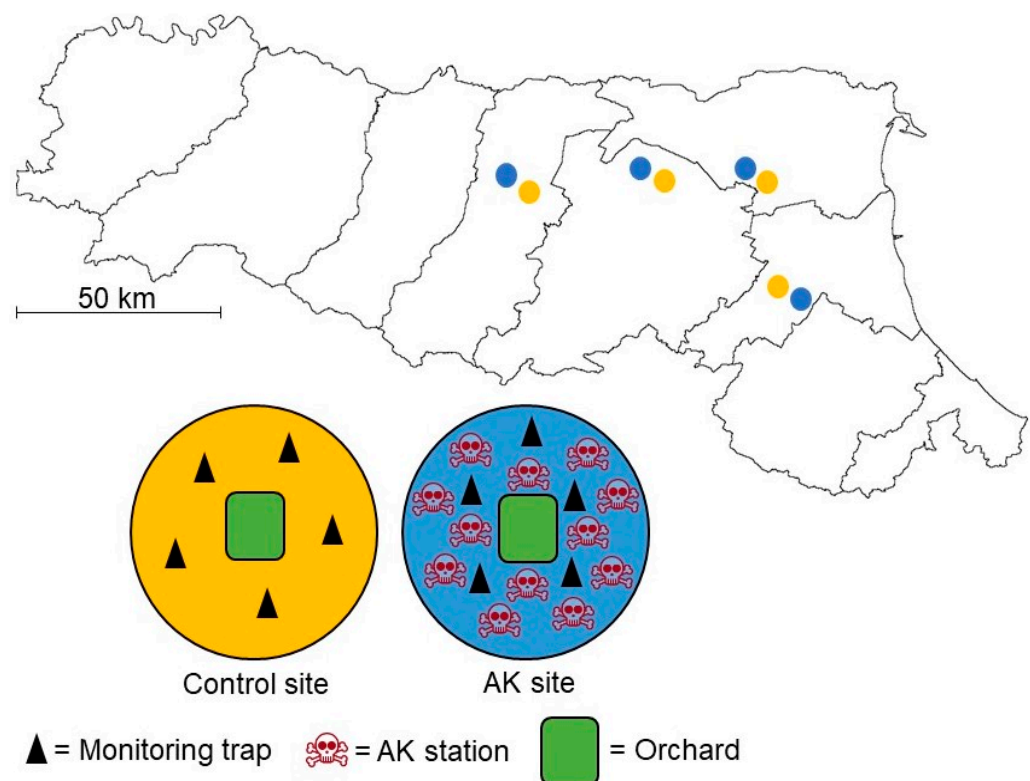 50 km
Control site
AK site
= Monitoring trap
= AK station
= Orchard